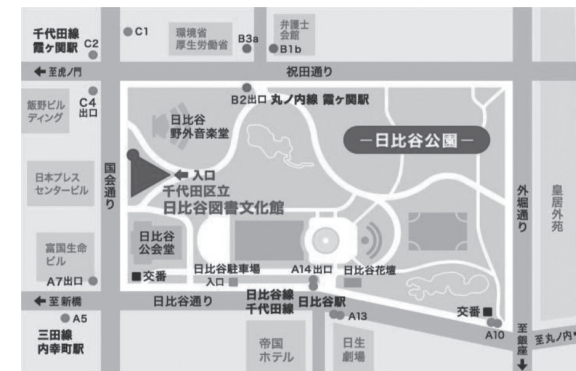 千代田線
霞ヶ関駅
C2
C1
環境省
厚生労働省
B3a
弁護士
会館
B1b
←至虎ノ門
祝田通り
飯野ビル
ディング
C4
出口
B2出口 丸ノ内線 霞ヶ関駅
日比谷
野外音楽堂
−日比谷公園−
日本プレス
センタービル
国会通り
←入口
千代田区立
日比谷図書文化館
外堀通り
皇居外苑
富国生命
ビル
日比谷
公会堂
A7出口
■交番
日比谷駐車場
入口
A14出口
日比谷花壇
←至新橋
日比谷通り
日比谷線
千代田線
日比谷駅
A13
交番■
A10
至銀座
↓
至丸ノ内
A5
三田線
内幸町駅
帝国
ホテル
日生
劇場